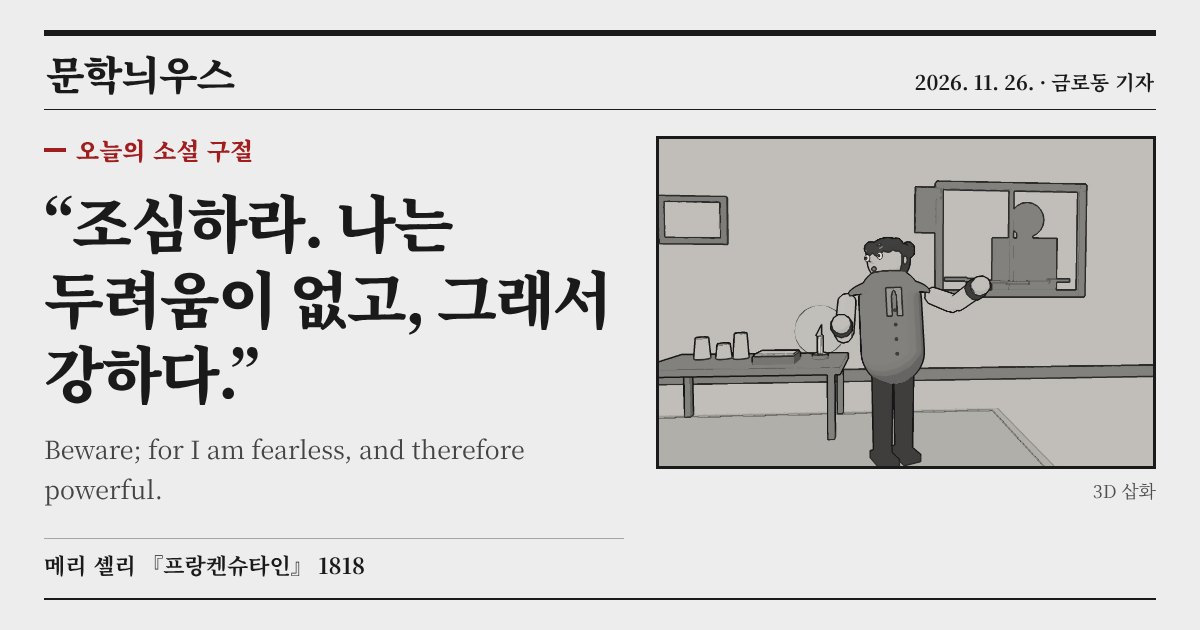 문학늬우스
2026. 11. 26. · 금로동 기자
오늘의 소설 구절
“조심하라. 나는
두려움이 없고, 그래서
강하다.”
Beware; for I am fearless, and therefore
powerful.
3D 삽화
메리 셸리 『프랑켄슈타인』 1818